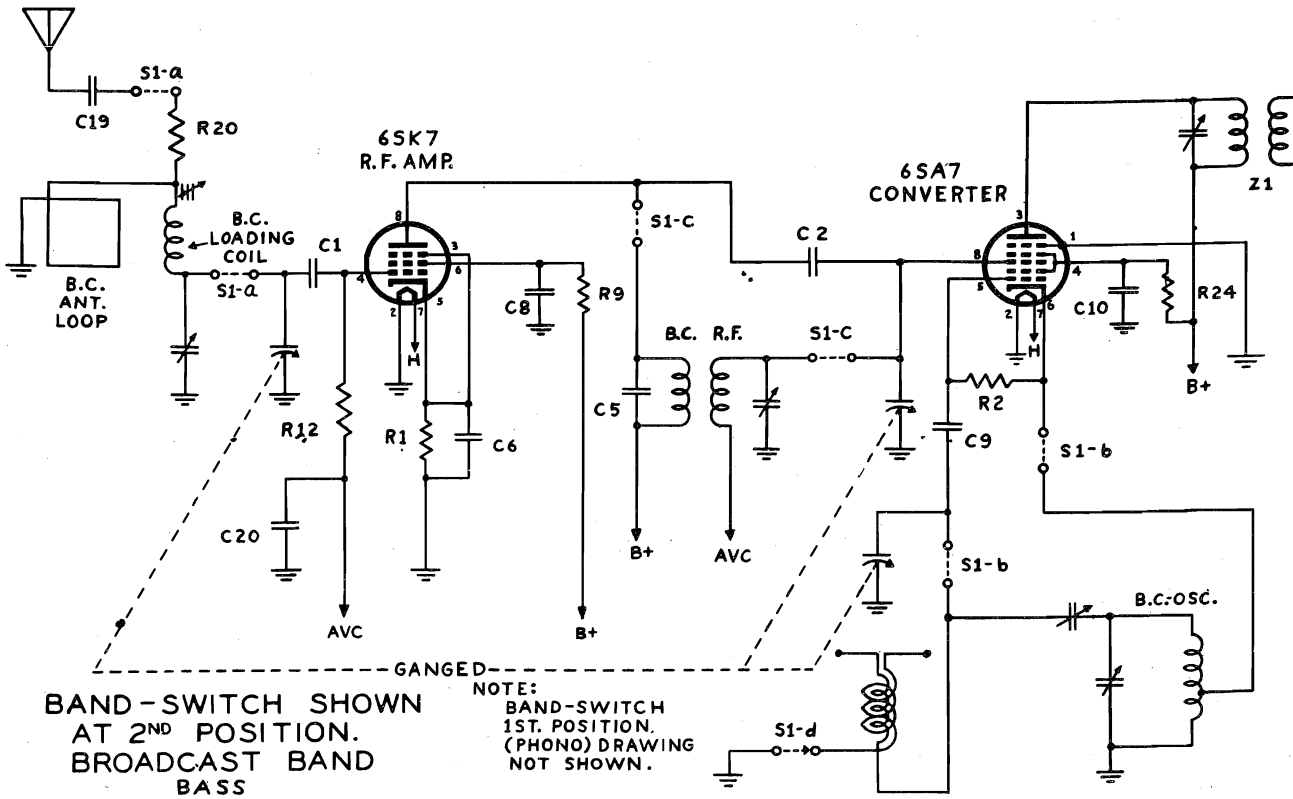 S1-a
C19
R20
6SK7
R.F. AMP.
6SA7
CONVERTER
Z1
B.C.
LOADING
COIL
C1
S1-a
B.C.
ANT.
LOOP
8
3
6
4
5
2
7
H
C8
R9
S1-C
C2
3
1
8
4
5
6
2
7
H
C10
R24
B+
B.C. R.F.
S1-C
C5
R2
C9
S1-b
R12
R1
C6
C20
AVC
B+
B+
AVC
S1-b
B.C.-OSC.
GANGED
BAND-SWITCH SHOWN
AT 2ND POSITION.
BROADCAST BAND
BASS
NOTE:
BAND-SWITCH
1ST. POSITION,
(PHONO) DRAWING
NOT SHOWN.
S1-d